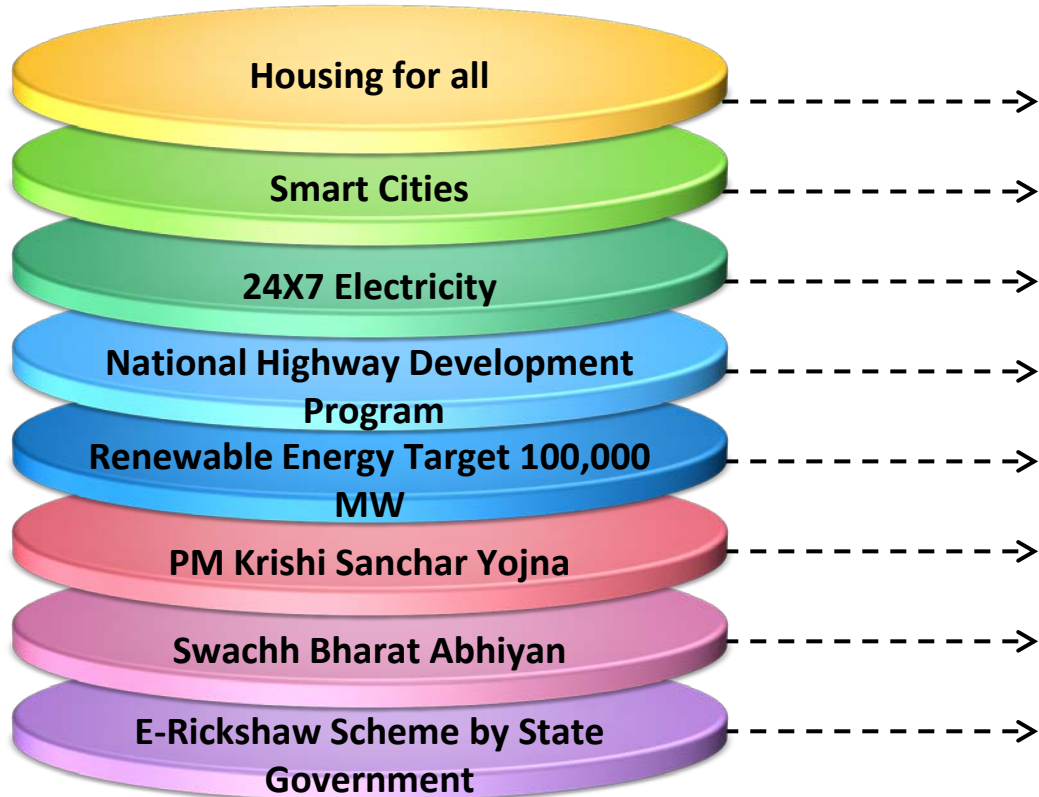 Housing for all
Smart Cities
24X7 Electricity
National Highway Development
Program
Renewable Energy Target 100,000
MW
PM Krishi Sanchar Yojna
Swachh Bharat Abhiyan
E-Rickshaw Scheme by State
Government